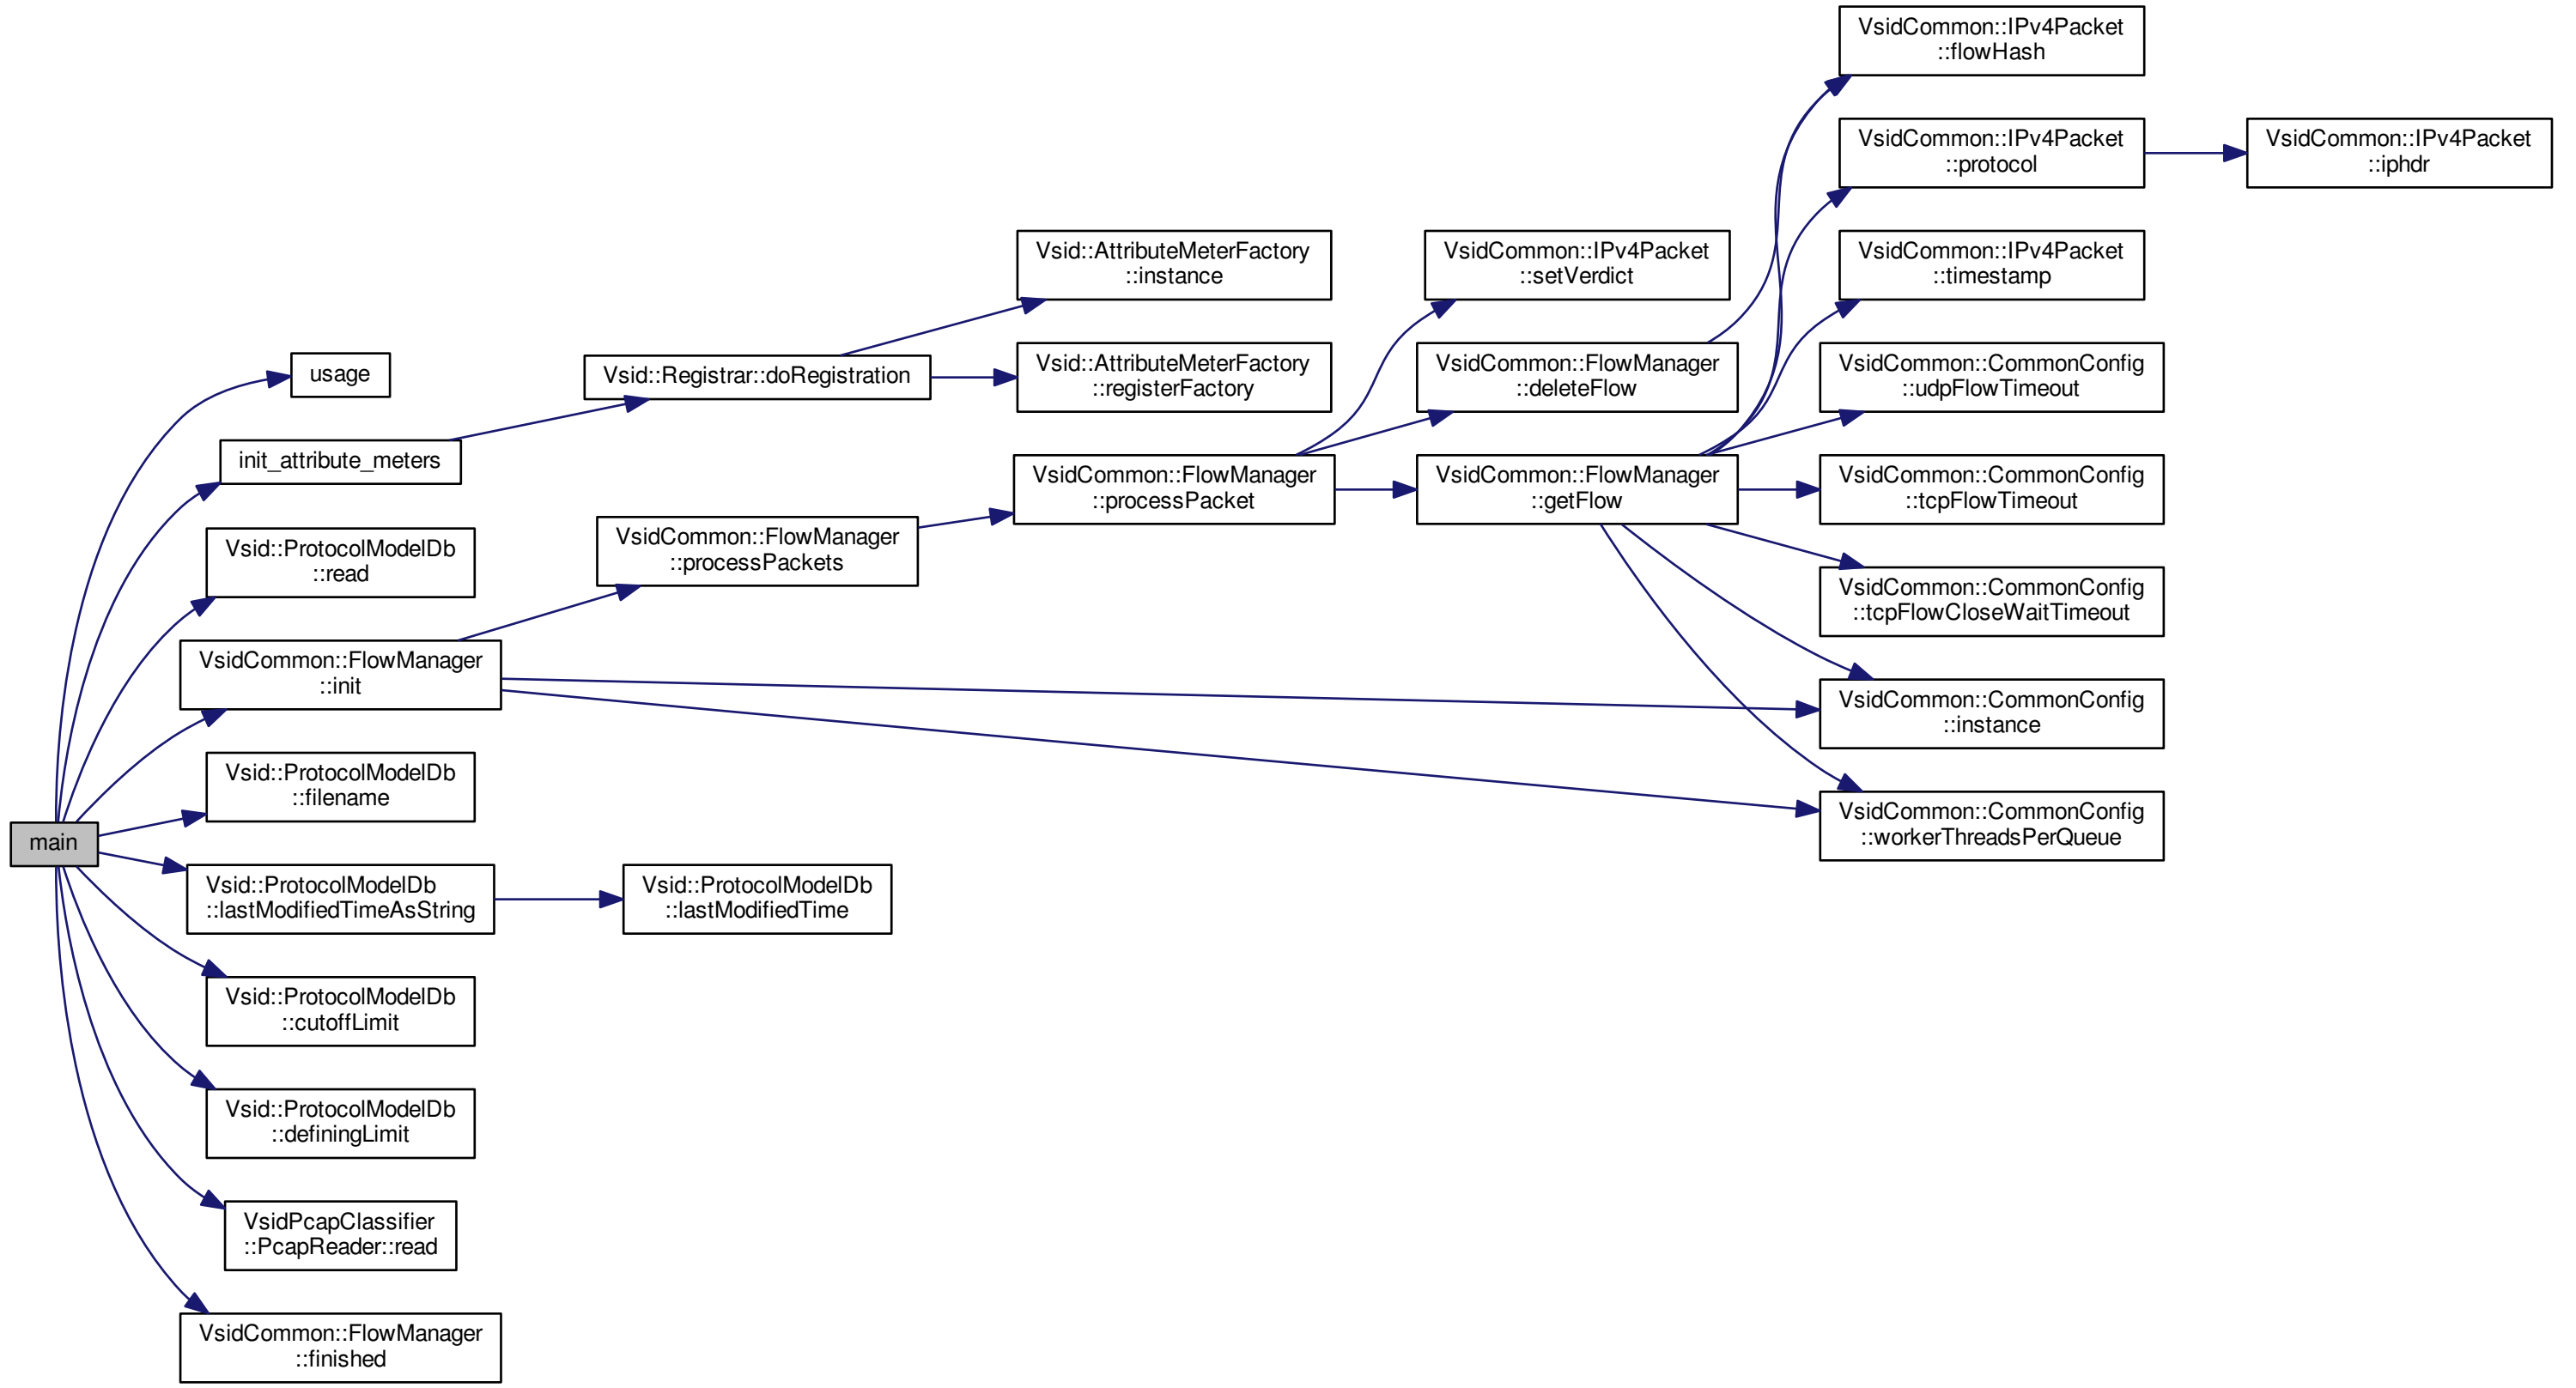 VsidCommon::IPv4Packet
::flowHash
VsidCommon::IPv4Packet
::protocol
VsidCommon::IPv4Packet
::iphdr
Vsid::AttributeMeterFactory
::instance
VsidCommon::IPv4Packet
::setVerdict
VsidCommon::IPv4Packet
::timestamp
usage
Vsid::Registrar::doRegistration
Vsid::AttributeMeterFactory
::registerFactory
VsidCommon::FlowManager
::deleteFlow
VsidCommon::CommonConfig
::udpFlowTimeout
init_attribute_meters
VsidCommon::FlowManager
::processPacket
VsidCommon::FlowManager
::getFlow
VsidCommon::CommonConfig
::tcpFlowTimeout
Vsid::ProtocolModelDb
::read
VsidCommon::FlowManager
::processPackets
VsidCommon::CommonConfig
::tcpFlowCloseWaitTimeout
VsidCommon::FlowManager
::init
VsidCommon::CommonConfig
::instance
Vsid::ProtocolModelDb
::filename
VsidCommon::CommonConfig
::workerThreadsPerQueue
main
Vsid::ProtocolModelDb
::lastModifiedTimeAsString
Vsid::ProtocolModelDb
::lastModifiedTime
Vsid::ProtocolModelDb
::cutoffLimit
Vsid::ProtocolModelDb
::definingLimit
VsidPcapClassifier
::PcapReader::read
VsidCommon::FlowManager
::finished